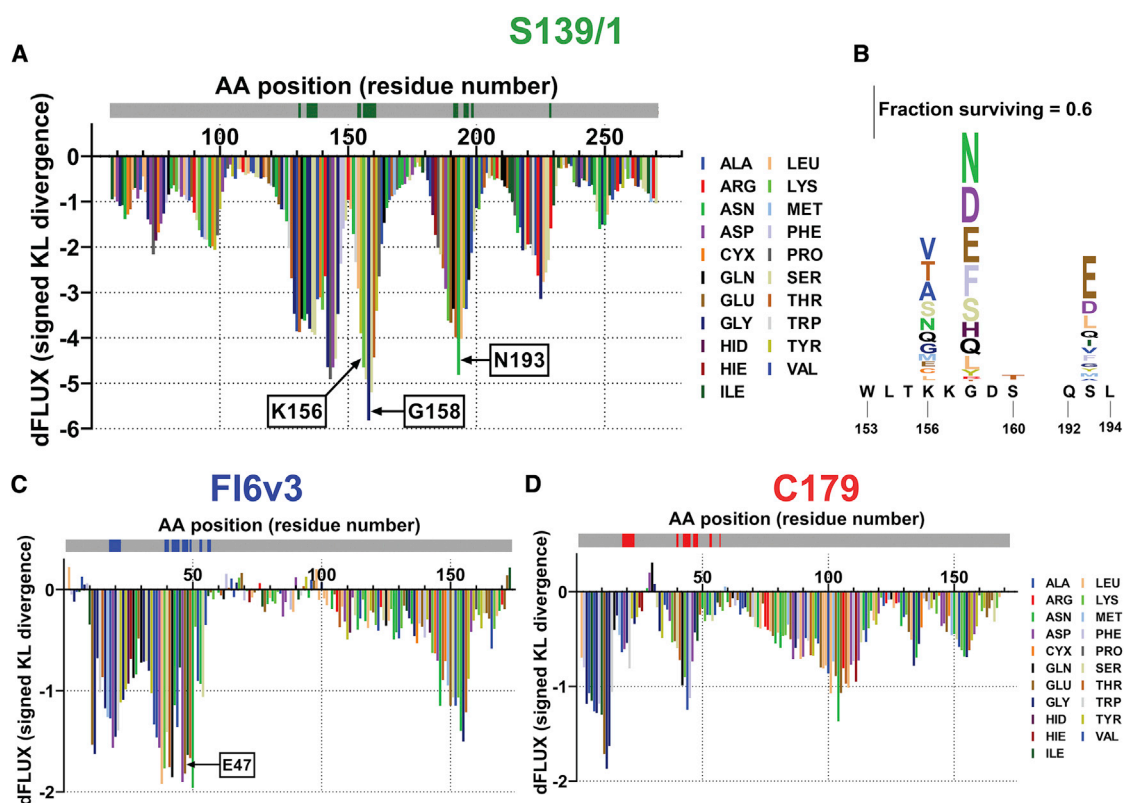 S139/1
A
AA position (residue number)
100 150 200 250
dFLUX (signed KL divergence)
0
-1
-2
-3
-4
-5
-6
K156
G158
N193
ALA LEU
ARG LYS
ASN MET
ASP PHE
CYX PRO
GLN SER
GLU THR
GLY TRP
HID TYR
HIE VAL
ILE
B
Fraction surviving = 0.6
V
T
A
S
N
Q
G
M
E
C
L
N
D
E
F
S
H
Q
L
Y
T
E
D
L
Q
I
V
F
G
W L T K K G D S Q S L
153 156 160 192 194
C
FI6v3
AA position (residue number)
50 100 150
dFLUX (signed KL divergence)
0
-1
-2
E47
D
C179
AA position (residue number)
50 100 150
dFLUX (signed KL divergence)
0
-1
-2
ALA LEU
ARG LYS
ASN MET
ASP PHE
CYX PRO
GLN SER
GLU THR
GLY TRP
HID TYR
HIE VAL
ILE